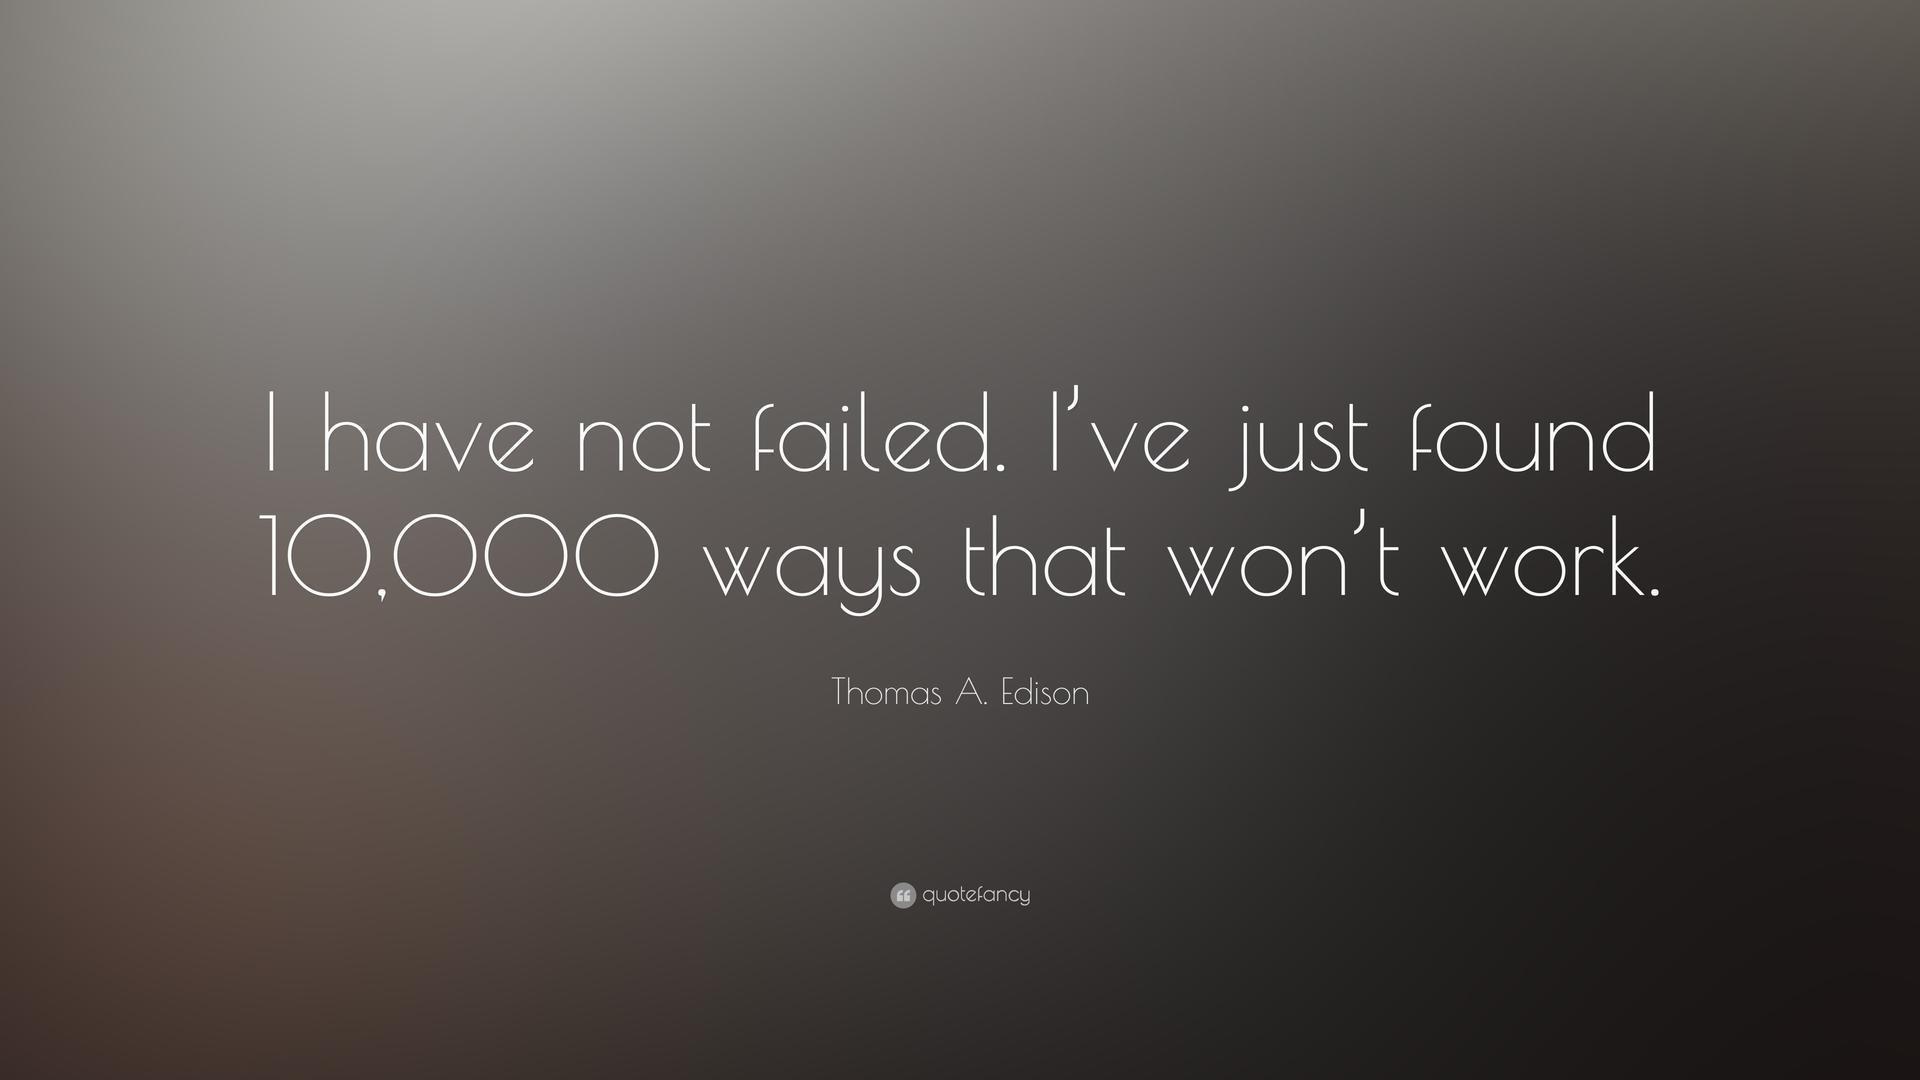 I have not failed. I’ve just found
10,000 ways that won’t work.
Thomas A. Edison
quotefancy